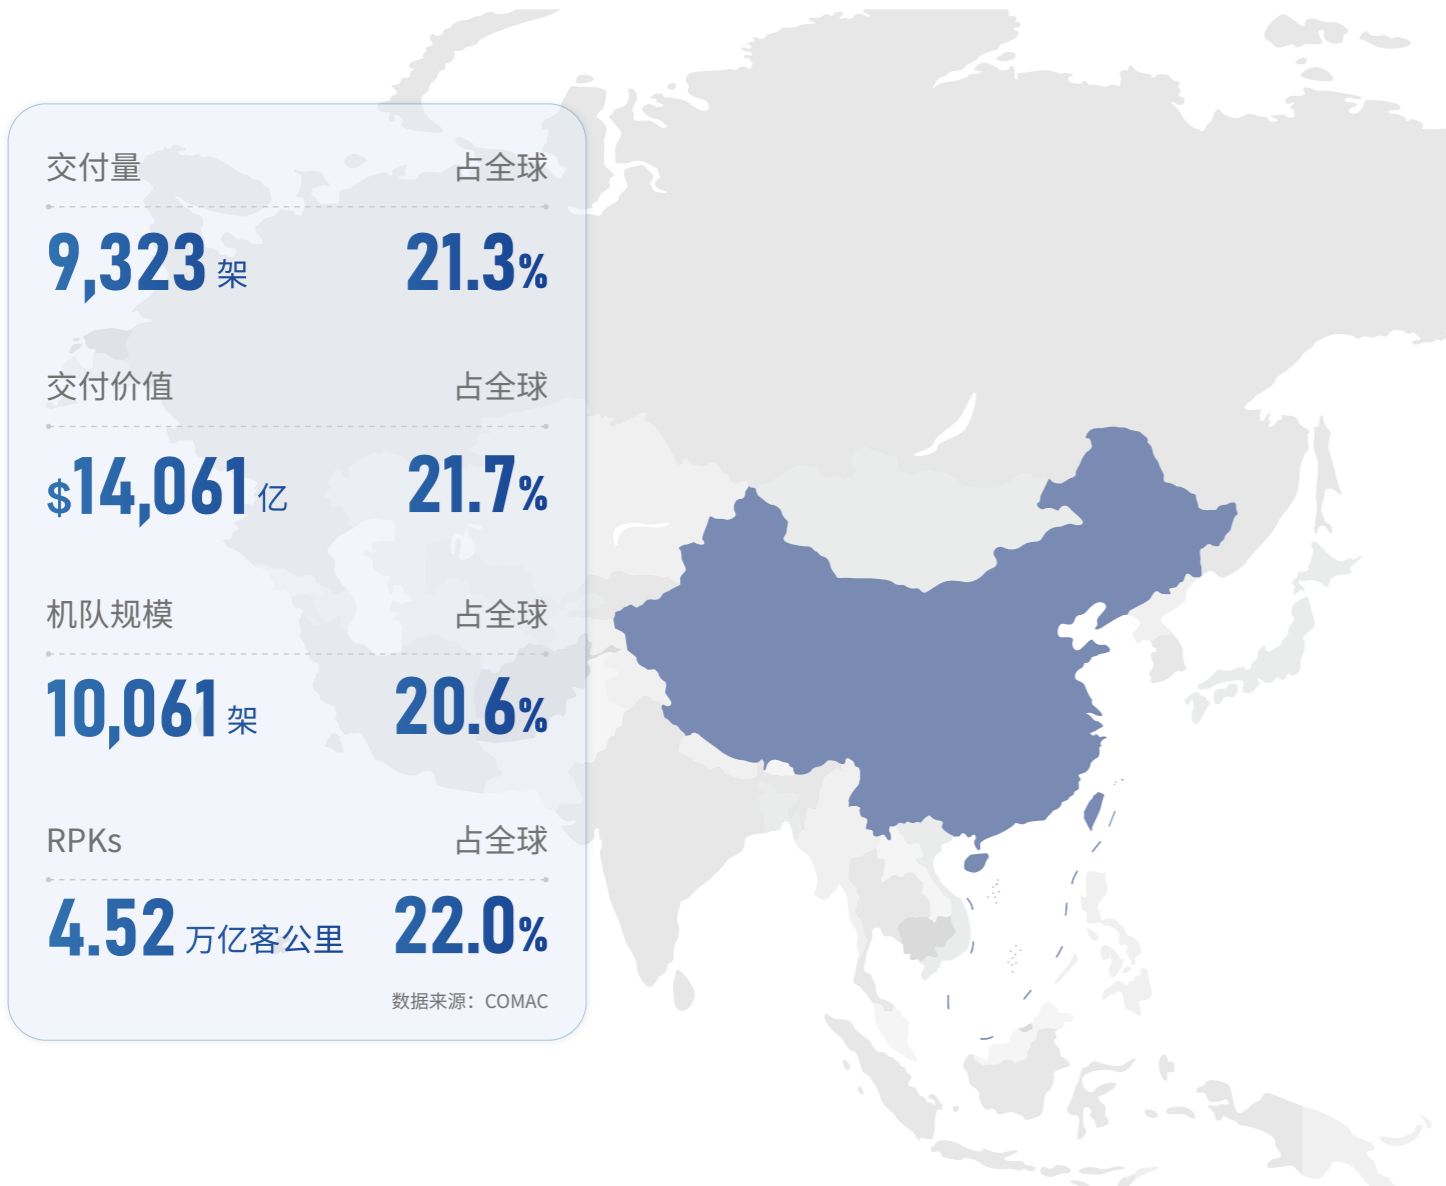 交付量 占全球
9,323 架 21.3%
交付价值 占全球
$14,061 亿 21.7%
机队规模 占全球
10,061 架 20.6%
RPKs 占全球
4.52 万亿客公里 22.0%
数据来源：COMAC